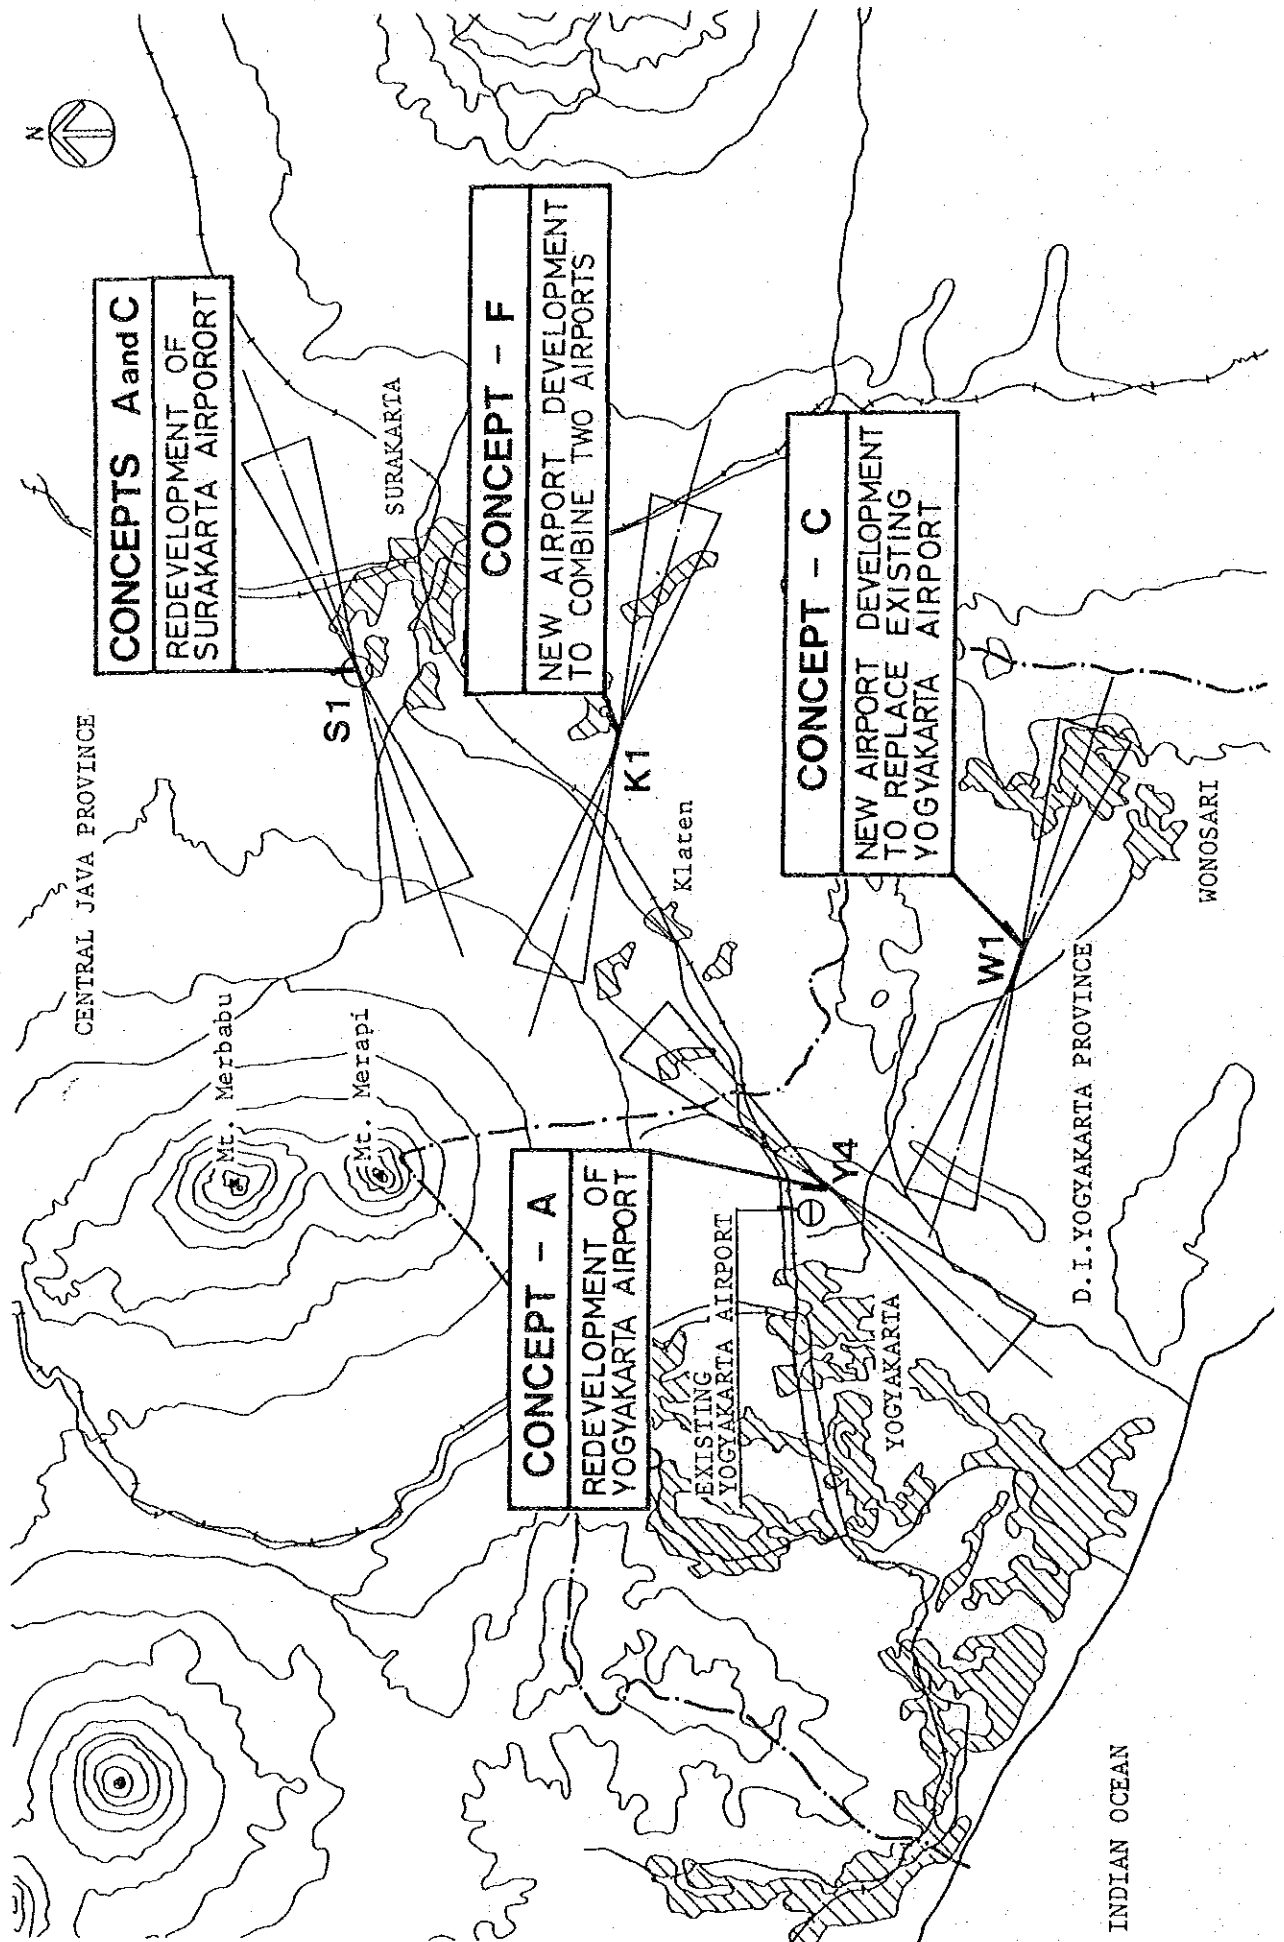 N
CENTRAL JAVA PROVINCE
CONCEPTS A and C
REDEVELOPMENT OF
SURAKARTA AIRPORORT
S1
SURAKARTA
Mt. Merbabu
Mt. Merapi
CONCEPT - F
NEW AIRPORT DEVELOPMENT
TO COMBINE TWO AIRPORTS
K1
Klaten
CONCEPT - A
REDEVELOPMENT OF
YOGYAKARTA AIRPORT
EXISTING
YOGYAKARTA AIRPORT
Y4
YOGYAKARTA
CONCEPT - C
NEW AIRPORT DEVELOPMENT
TO REPLACE EXISTING
YOGYAKARTA AIRPORT
W1
D.I.YOGYAKARTA PROVINCE
WONOSARI
INDIAN OCEAN